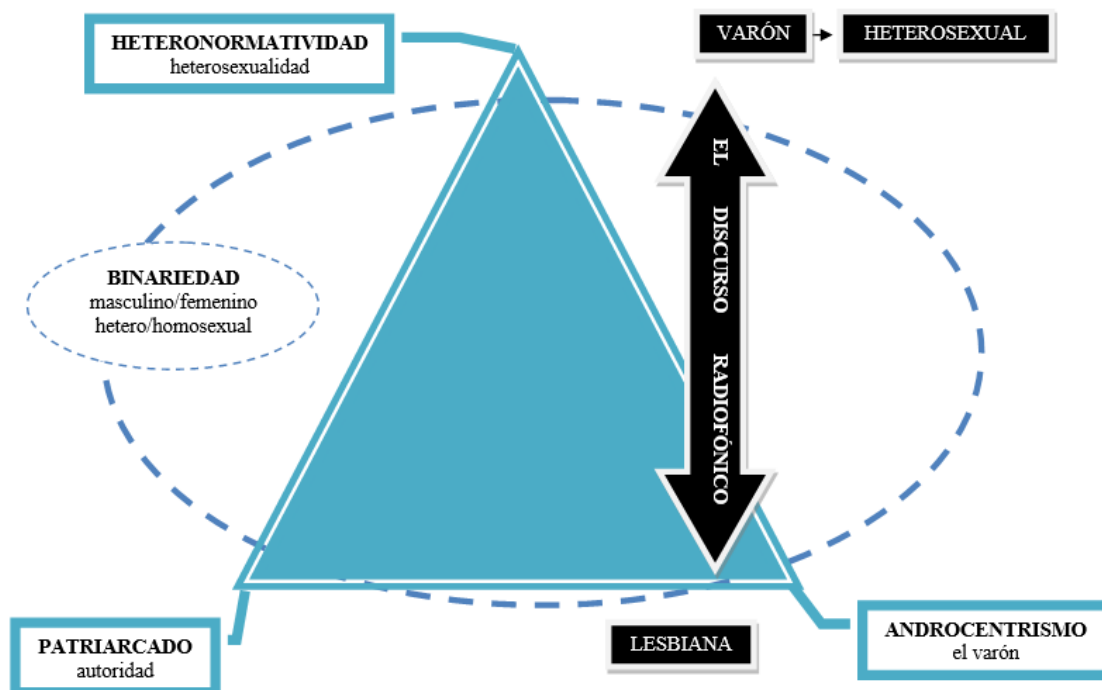 HETERONORMATIVIDAD
heterosexualidad
VARÓN
HETEROSEXUAL
EL DISCURSO RADIOFÓNICO
BINARIEDAD
masculino/femenino
hetero/homosexual
PATRIARCADO
autoridad
LESBIANA
ANDROCENTRISMO
el varón